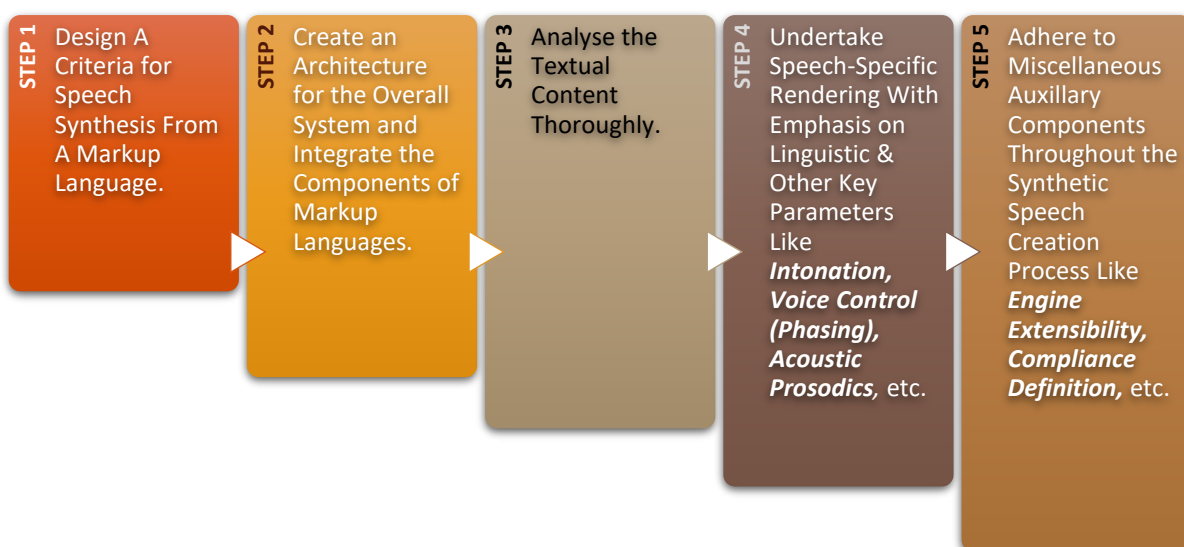 STEP 1
Design A
Criteria for
Speech
Synthesis From
A Markup
Language.
STEP 2
Create an
Architecture
for the Overall
System and
Integrate the
Components of
Markup
Languages.
STEP 3
Analyse the
Textual
Content
Thoroughly.
STEP 4
Undertake
Speech-Specific
Rendering With
Emphasis on
Linguistic &
Other Key
Parameters
Like
Intonation,
Voice Control
(Phasing),
Acoustic
Prosodics, etc.
STEP 5
Adhere to
Miscellaneous
Auxillary
Components
Throughout the
Synthetic
Speech
Creation
Process Like
Engine
Extensibility,
Compliance
Definition, etc.